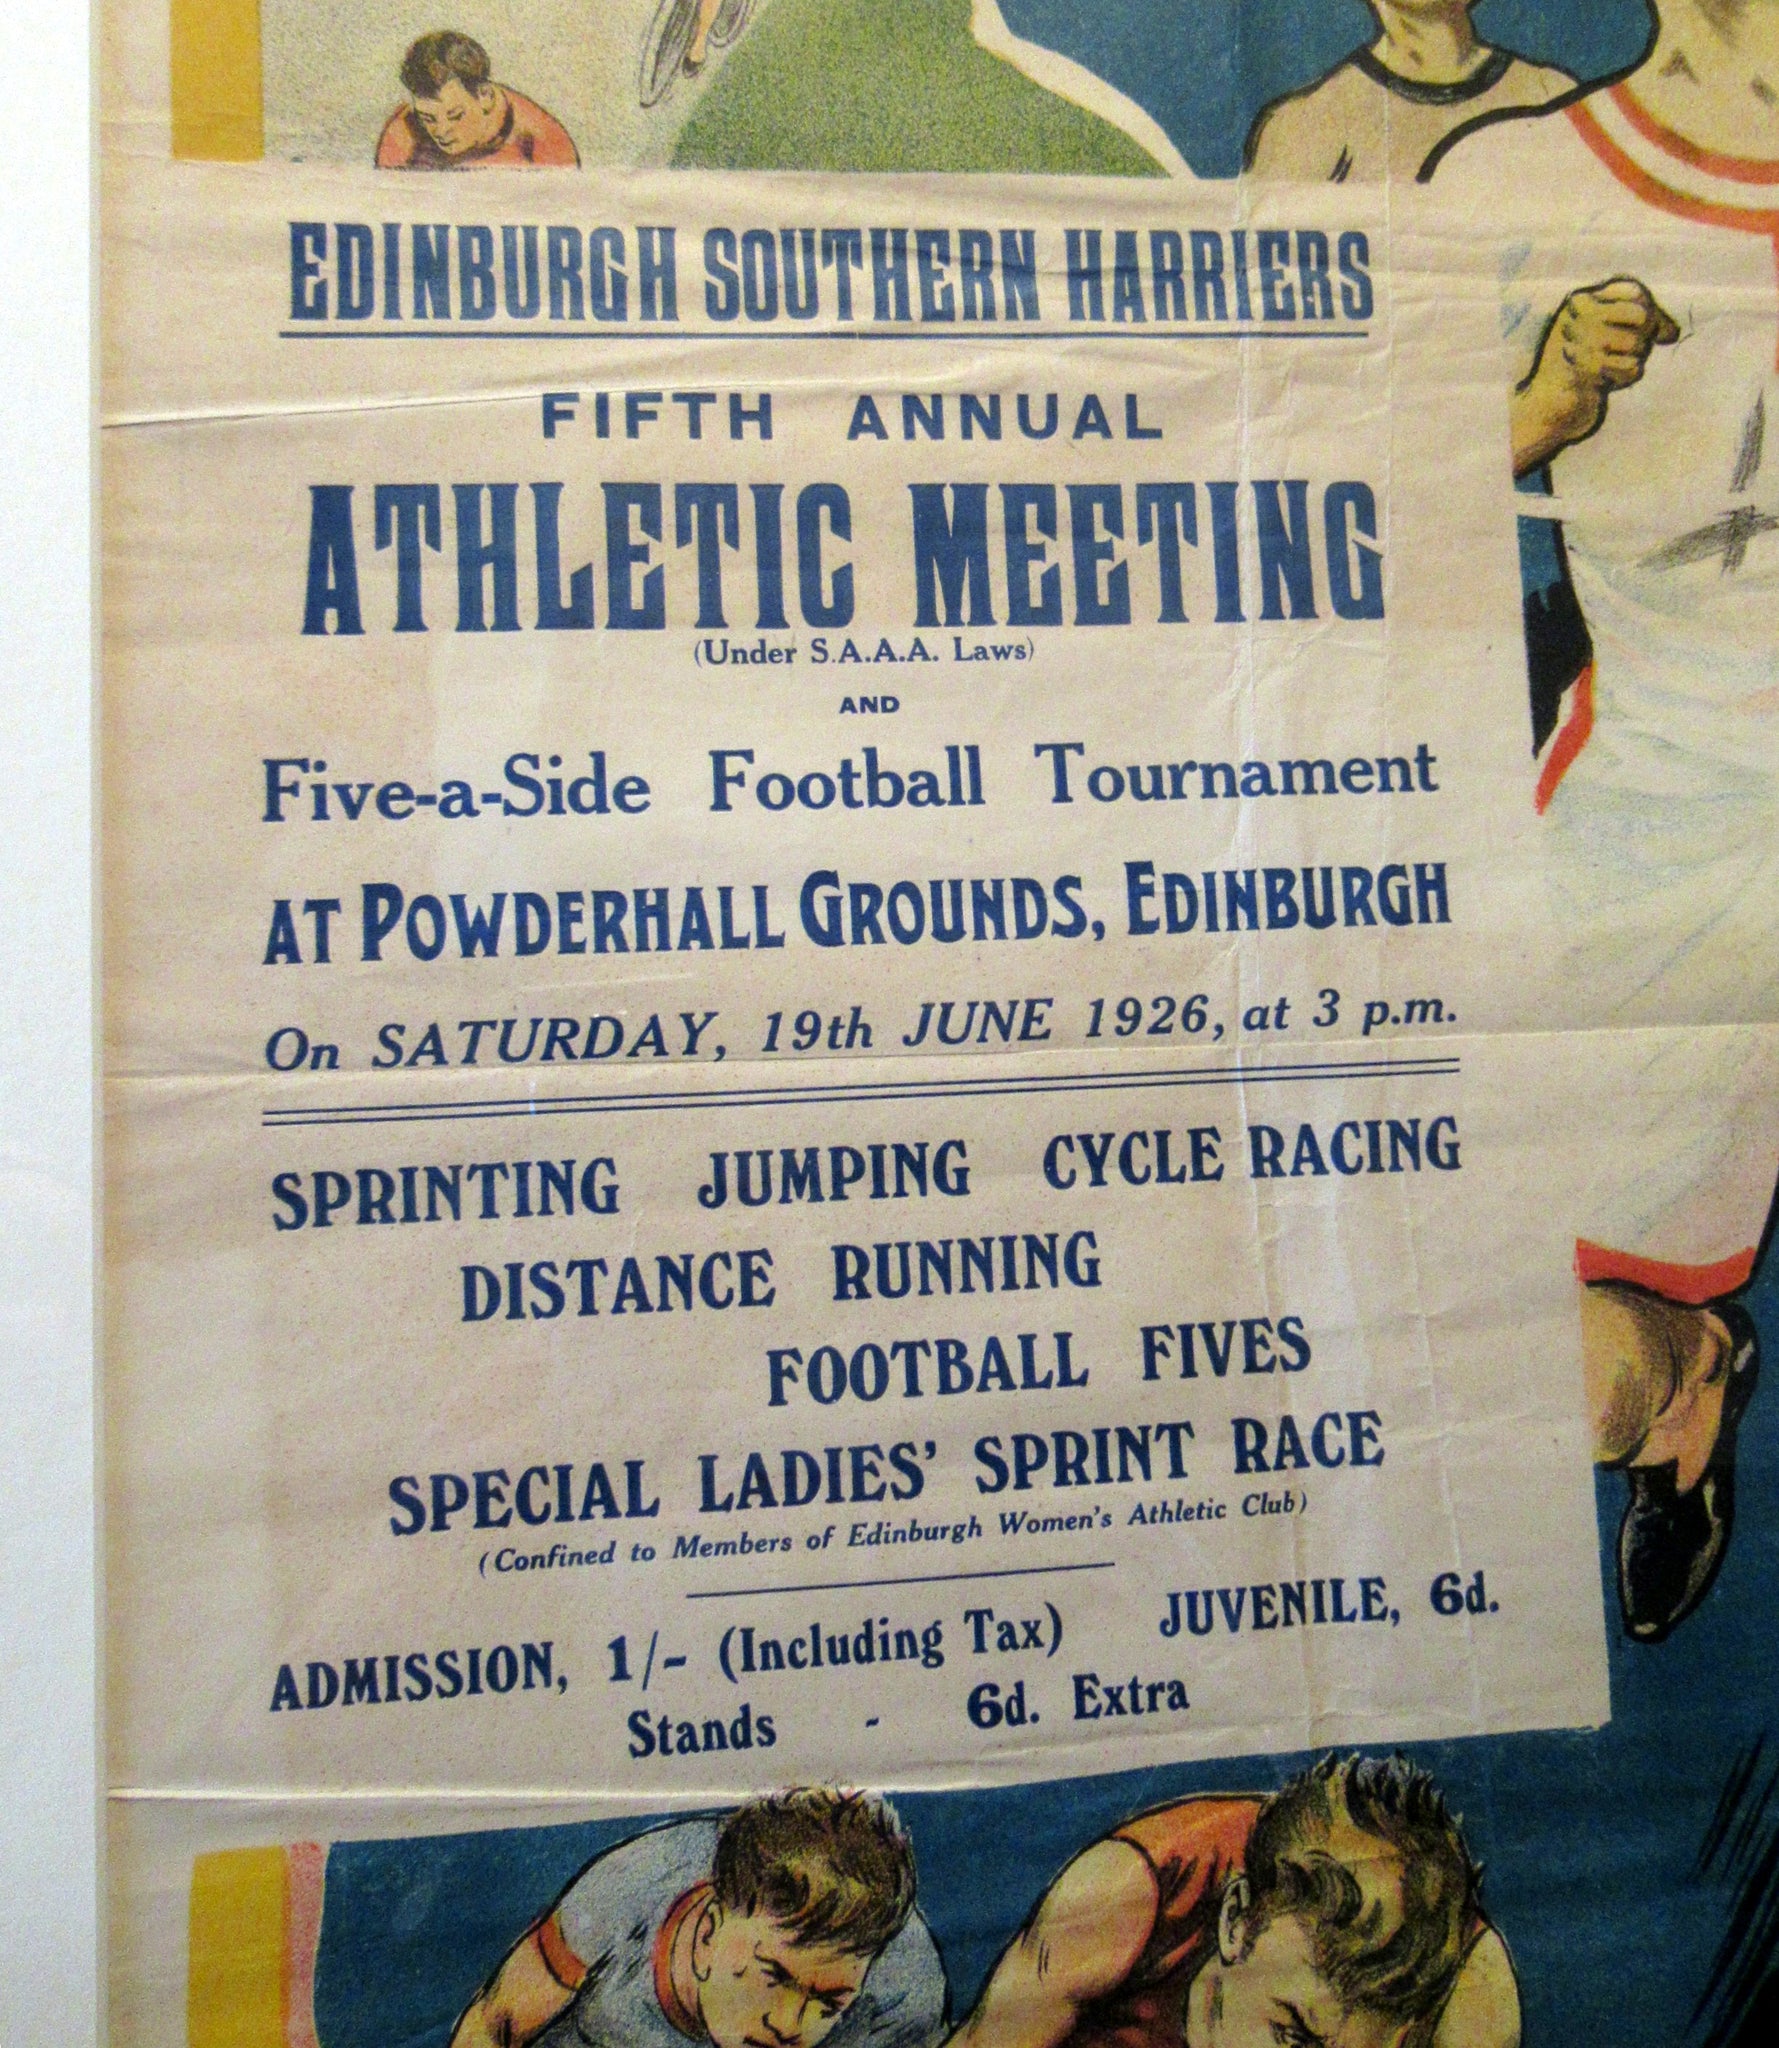 EDINBURGH SOUTHERN HARRIERS
FIFTH ANNUAL
ATHLETIC MEETING
(Under S.A.A.A. Laws)
AND
Five-a-Side Football Tournament
AT POWDERHALL GROUNDS, EDINBURGH
On SATURDAY, 19th JUNE 1926, at 3 p.m.
SPRINTING JUMPING CYCLE RACING
DISTANCE RUNNING
FOOTBALL FIVES
SPECIAL LADIES' SPRINT RACE
(Confined to Members of Edinburgh Women's Athletic Club)
ADMISSION, 1/- (Including Tax) JUVENILE, 6d.
Stands - 6d. Extra